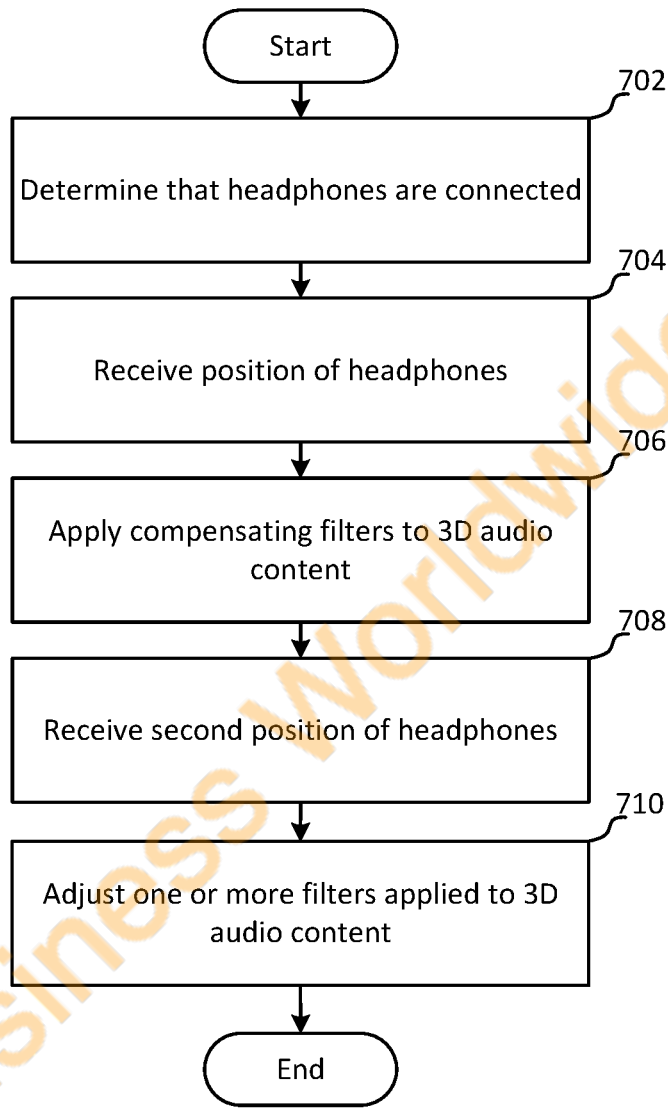 Start
702
Determine that headphones are connected
704
Receive position of headphones
706
Apply compensating filters to 3D audio
content
708
Receive second position of headphones
710
Adjust one or more filters applied to 3D
audio content
End
siness Worldwide